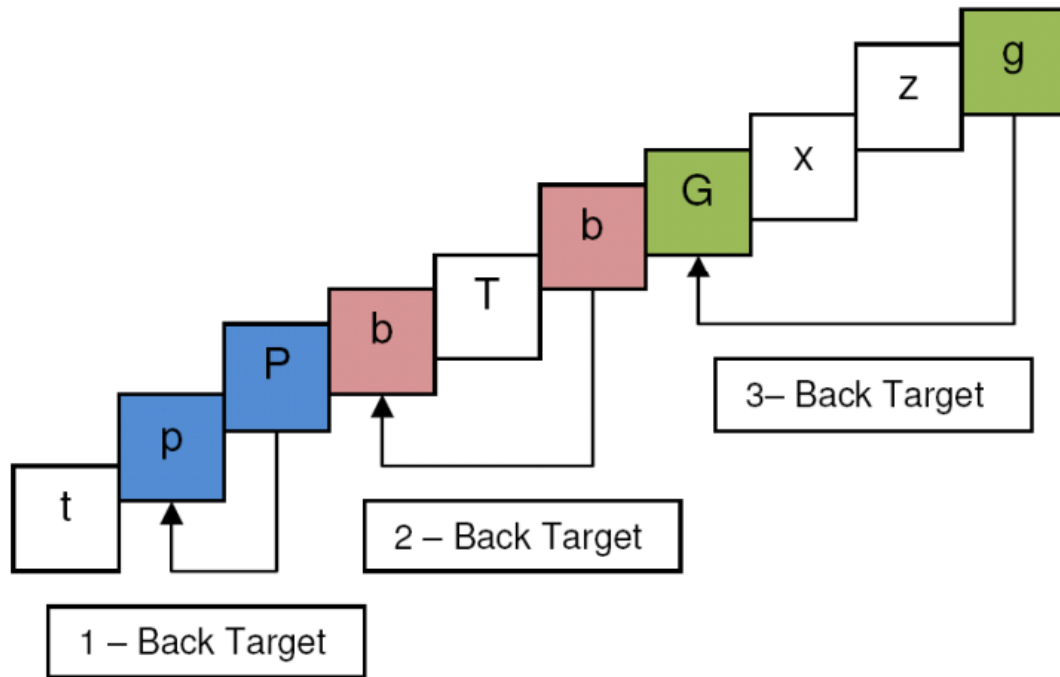 t
p
P
b
T
b
G
x
z
g
1 – Back Target
2 – Back Target
3– Back Target